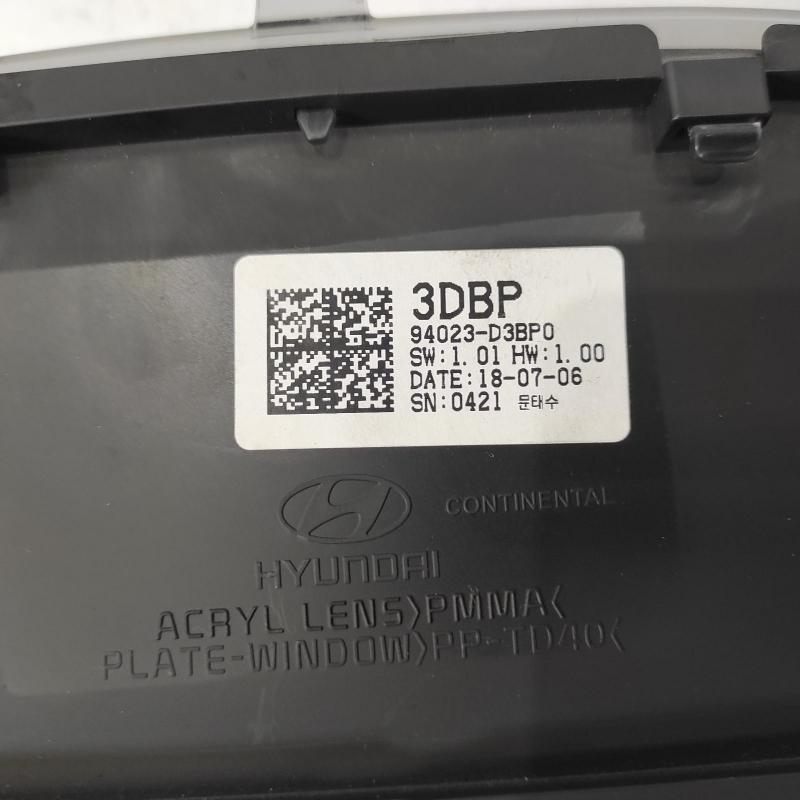 3DBP
94023-D3BP0
SW:1.01 HW:1.00
DATE:18-07-06
SN:0421 문태수
CONTINENTAL
HYUNDAI
ACRYL LENS>PMMA<
PLATE-WINDOW>PP-TD40<